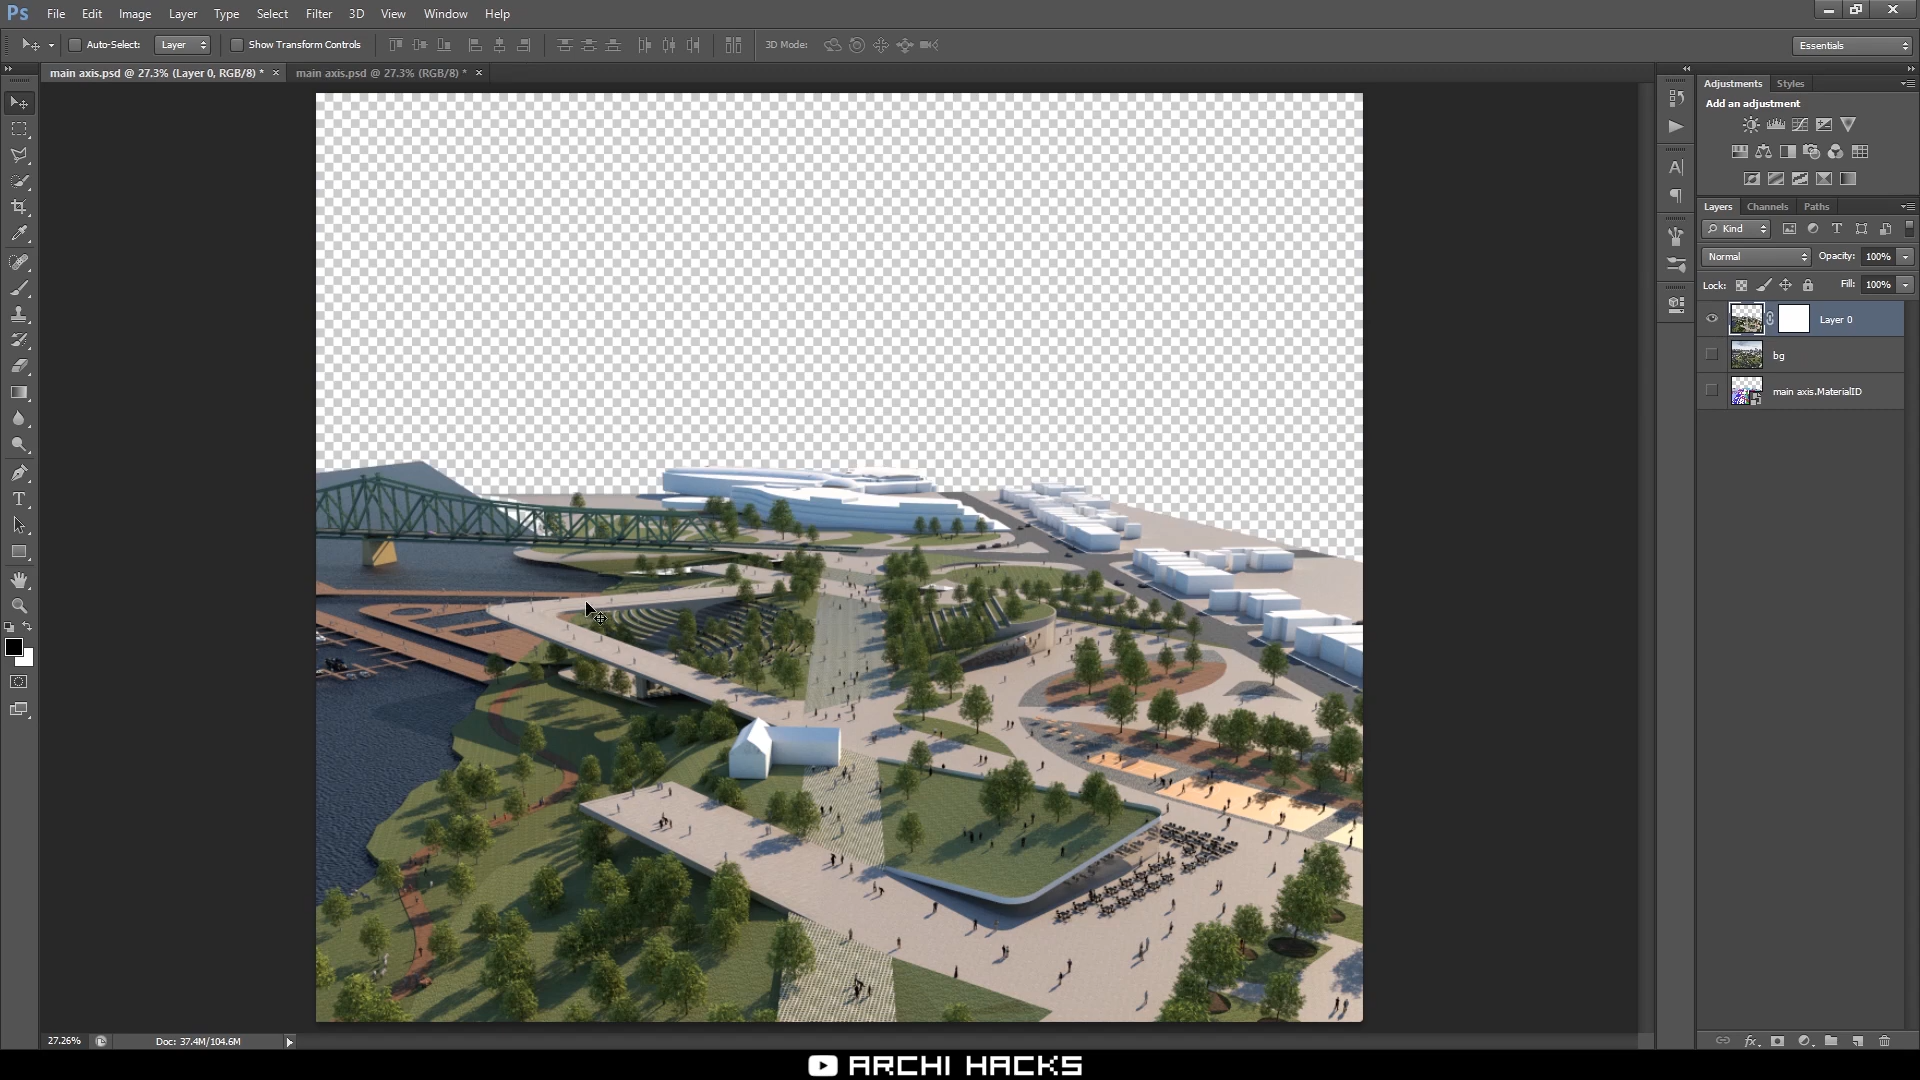 Ps File Edit Image Layer Type Select Filter 3D View Window Help
Auto-Select: Layer Show Transform Controls 3D Mode: Essentials
main axis.psd @ 27.3% (Layer 0, RGB/8) * × main axis.psd @ 27.3% (RGB/8) * ×
Adjustments Styles
Add an adjustment
Layers Channels Paths
Kind
Normal Opacity: 100%
Lock: Fill: 100%
Layer 0
bg
main axis.MaterialID
27.26% Doc: 37.4M/104.6M
ARCHI HACKS